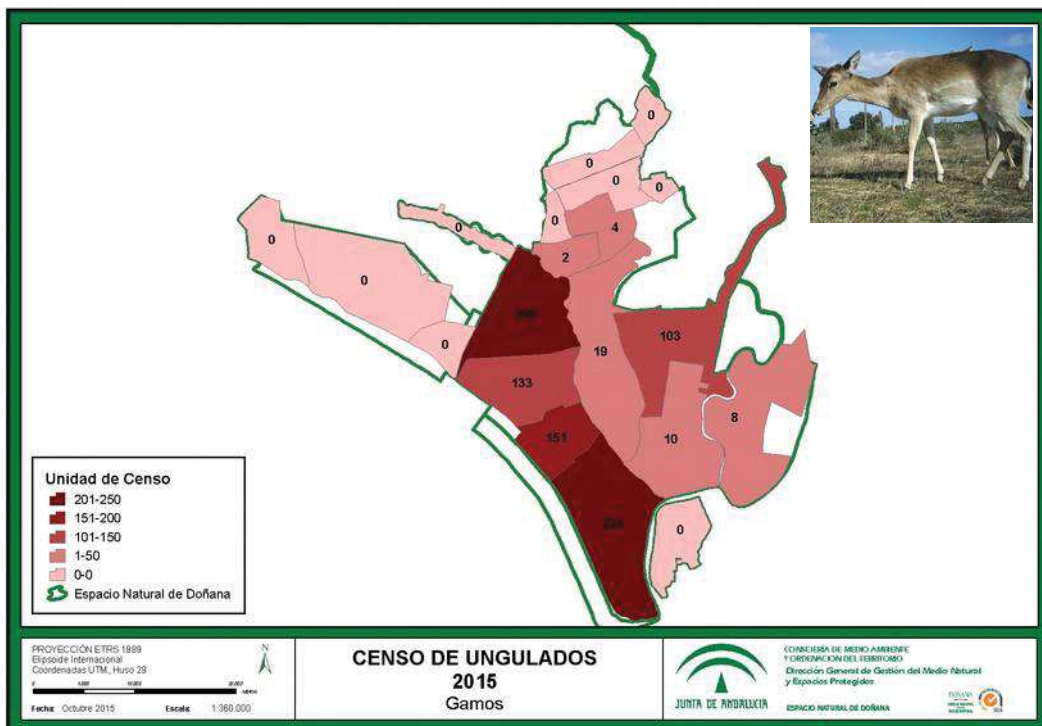 0
0
0
0
0
4
0
0
2
0
103
19
0
133
8
151
10
0
Unidad de Censo
201-250
151-200
101-150
1-50
0-0
Espacio Natural de Doñana
PROYECCIÓN ETRS 1989
Elipsoide Internacional
Coordenadas UTM, Huso 29
N
Fecha: Octubre 2015 Escala: 1:360.000
CENSO DE UNGULADOS
2015
Gamos
JUNTA DE ANDALUCIA
CONSEJERÍA DE MEDIO AMBIENTE
Y ORDENACIÓN DEL TERRITORIO
Dirección General de Gestión del Medio Natural
y Espacios Protegidos
ESPACIO NATURAL DE DOÑANA